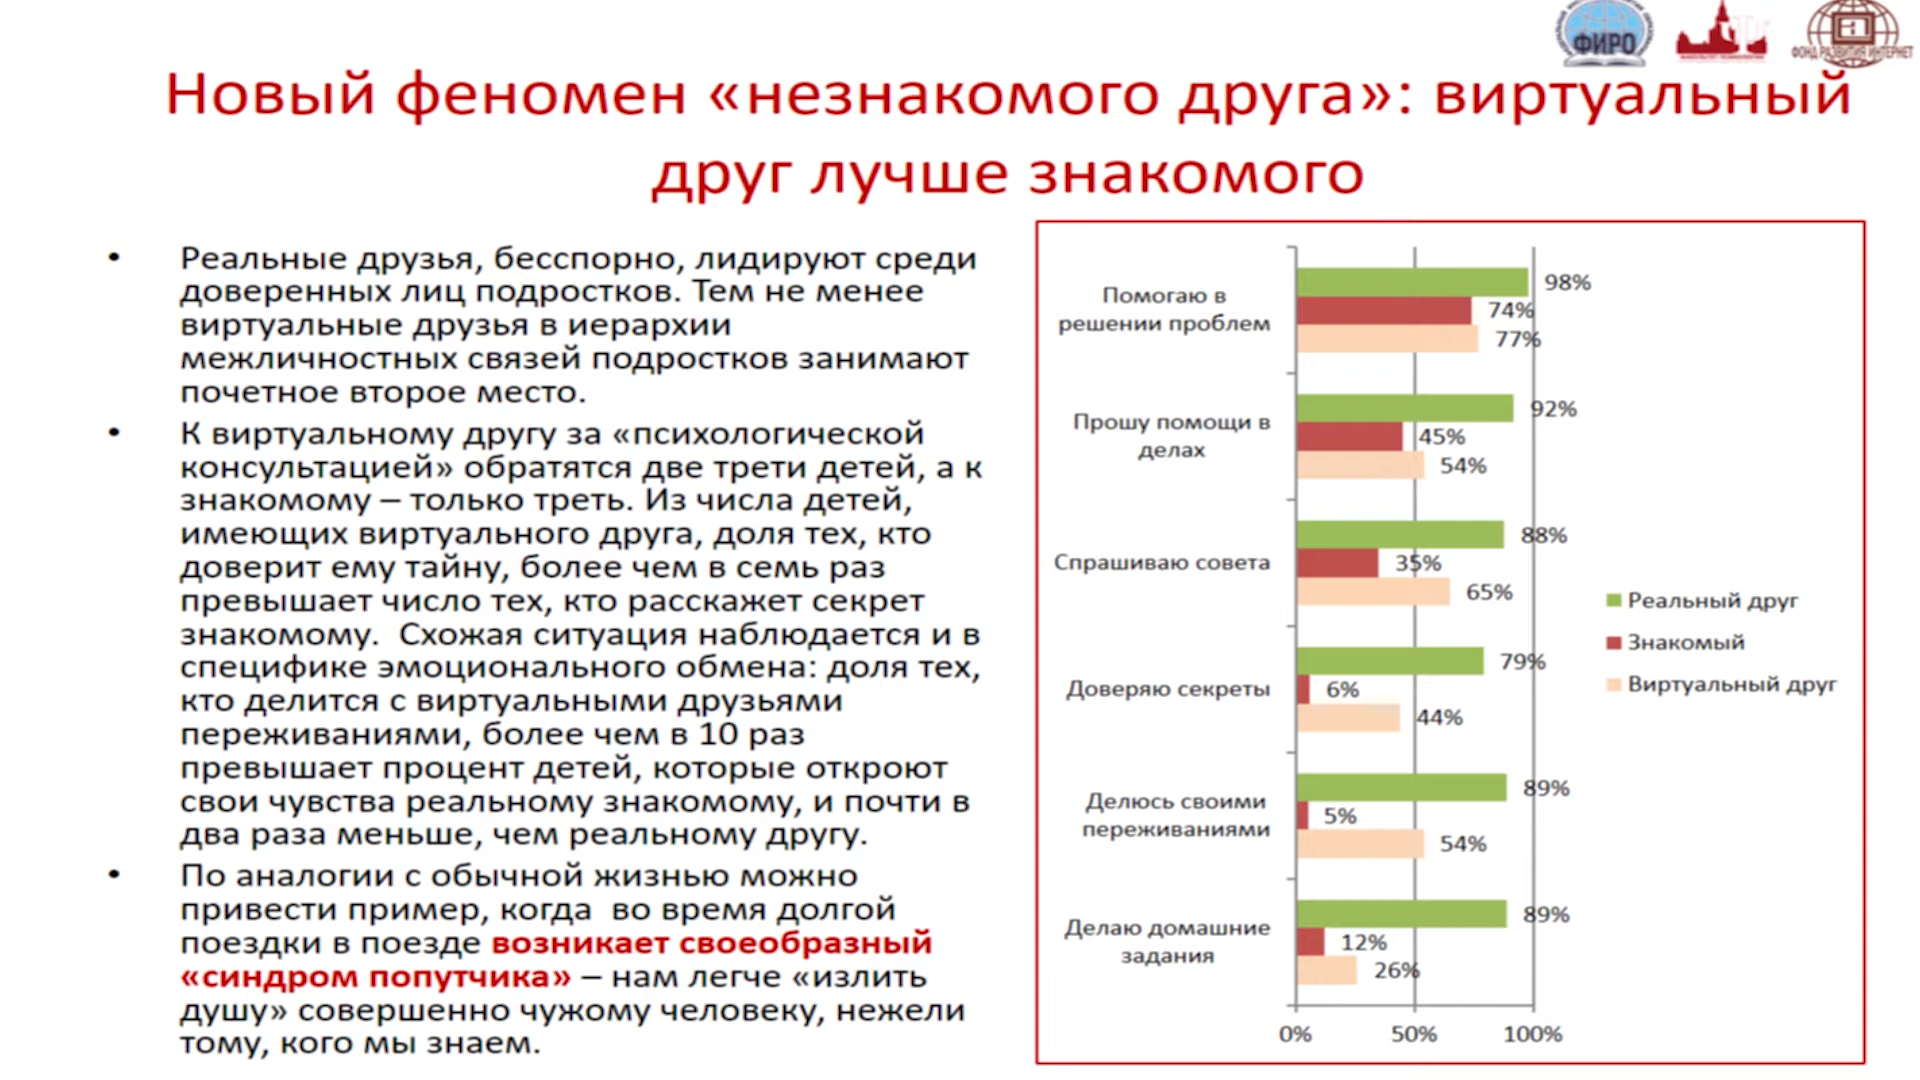 ФИРО
ФОНД РАЗВИТИЯ ИНТЕРНЕТ
Новый феномен «незнакомого друга»: виртуальный
друг лучше знакомого
• Реальные друзья, бесспорно, лидируют среди
доверенных лиц подростков. Тем не менее
виртуальные друзья в иерархии
межличностных связей подростков занимают
почетное второе место.
• К виртуальному другу за «психологической
консультацией» обратятся две трети детей, а к
знакомому – только треть. Из числа детей,
имеющих виртуального друга, доля тех, кто
доверит ему тайну, более чем в семь раз
превышает число тех, кто расскажет секрет
знакомому. Схожая ситуация наблюдается и в
специфике эмоционального обмена: доля тех,
кто делится с виртуальными друзьями
переживаниями, более чем в 10 раз
превышает процент детей, которые откроют
свои чувства реальному знакомому, и почти в
два раза меньше, чем реальному другу.
• По аналогии с обычной жизнью можно
привести пример, когда во время долгой
поездки в поезде возникает своеобразный
«синдром попутчика» – нам легче «излить
душу» совершенно чужому человеку, нежели
тому, кого мы знаем.
Помогаю в
решении проблем
98%
74%
77%
Прошу помощи в
делах
92%
45%
54%
Спрашиваю совета
88%
35%
65%
Доверяю секреты
79%
6%
44%
Делюсь своими
переживаниями
89%
5%
54%
Делаю домашние
задания
89%
12%
26%
0% 50% 100%
Реальный друг
Знакомый
Виртуальный друг